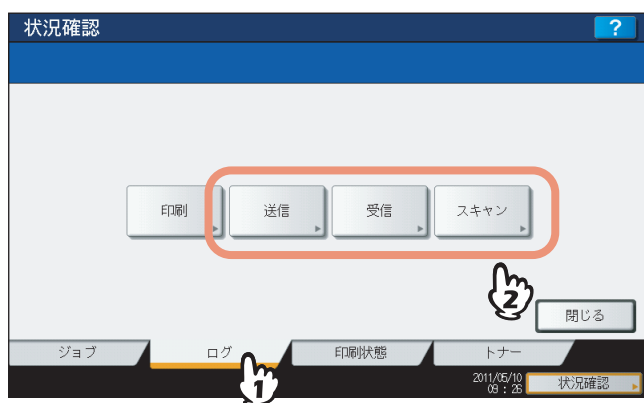 状況確認
?
印刷
送信
受信
スキャン
2
閉じる
ジョブ
ログ
印刷状態
トナー
1
2011/05/10
09:26
状況確認